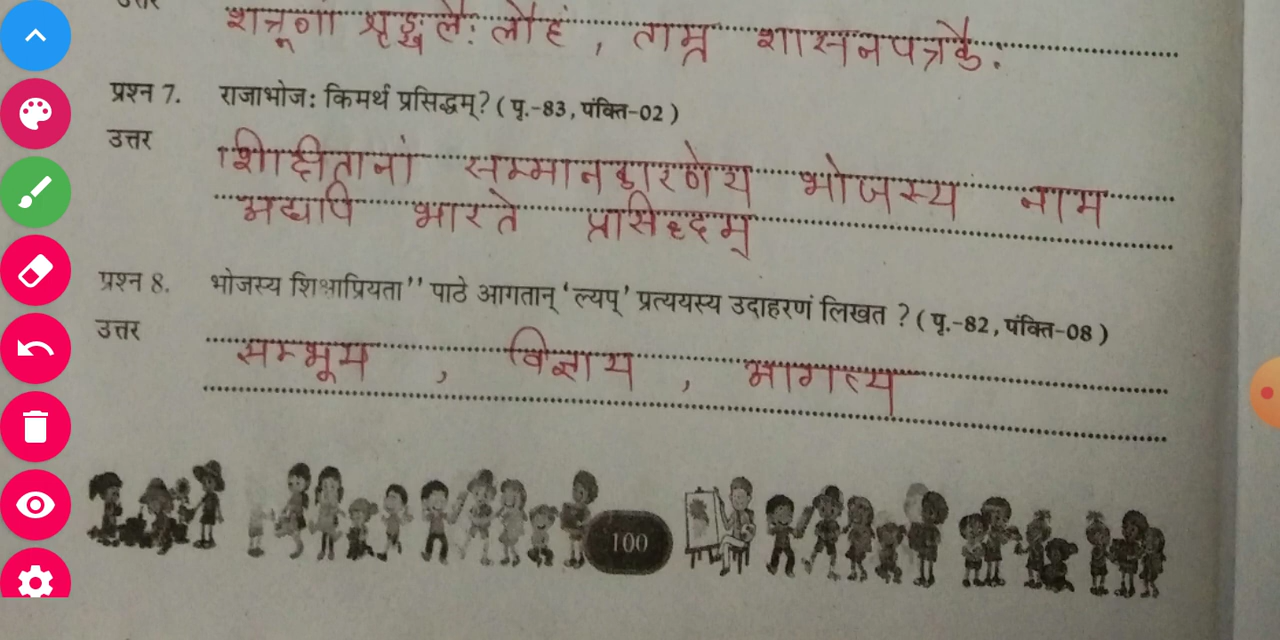 उत्तर
शत्रूणां श्रृङ्खलैः लौहं , ताम्र शासनपत्रकै.
प्रश्न 7. राजाभोजः किमर्थ प्रसिद्धम्? ( पृ.-83, पंक्ति-02 )
उत्तर
शिक्षितानां सम्मानकारणेय भोजस्य नाम
अद्यापि भारते प्रसिद्दम्
प्रश्न 8. भोजस्य शिक्षाप्रियता'' पाठे आगतान् 'ल्यप्' प्रत्ययस्य उदाहरणं लिखत ? ( पृ.-82, पंक्ति-08 )
उत्तर
सम्भूय , विज्ञाय , आगत्य
100